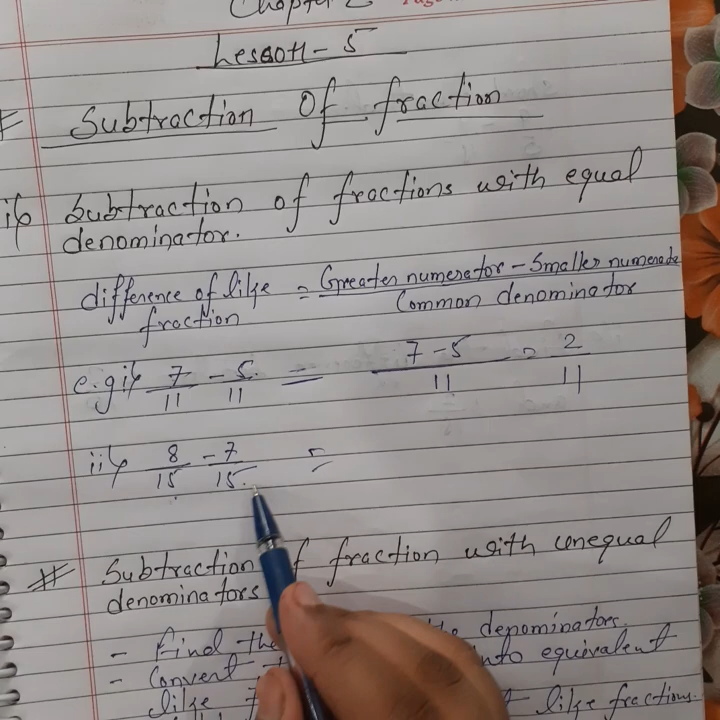 Chapter
Lesson - 5
Subtraction Of fraction
i) Subtraction of fractions with equal
denominator.
difference of like fraction = Greater numerator - Smaller numerator / Common denominator
e.g i) 7/11 - 5/11 = 7-5/11 = 2/11
ii) 8/15 - 7/15 =
# Subtraction of fraction with unequal
denominators
- Find the denominators.
- Convert into equivalent
like like fractions.